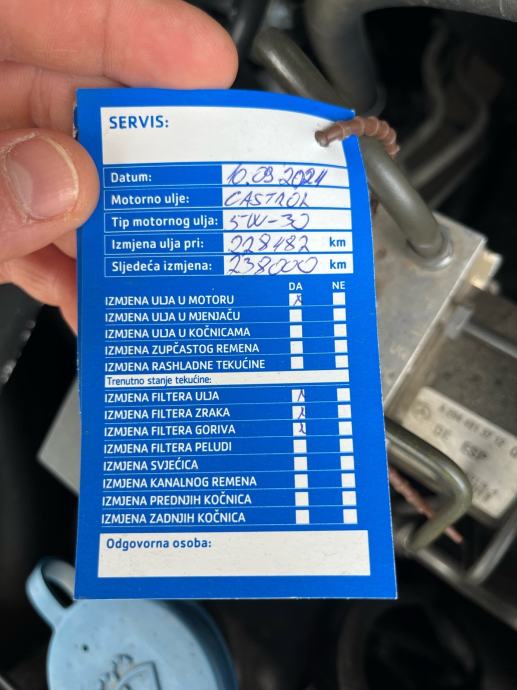 SERVIS:
Datum: 10.09.2021
Motorno ulje: CASTROL
Tip motornog ulja: 5W-30
Izmjena ulja pri: 228482 km
Sljedeća izmjena: 238000 km
DA NE
IZMJENA ULJA U MOTORU
IZMJENA ULJA U MJENJAČU
IZMJENA ULJA U KOČNICAMA
IZMJENA ZUPČASTOG REMENA
IZMJENA RASHLADNE TEKUĆINE
Trenutno stanje tekućine:
IZMJENA FILTERA ULJA
IZMJENA FILTERA ZRAKA
IZMJENA FILTERA GORIVA
IZMJENA FILTERA PELUDI
IZMJENA SVJEĆICA
IZMJENA KANALNOG REMENA
IZMJENA PREDNJIH KOČNICA
IZMJENA ZADNJIH KOČNICA
Odgovorna osoba:
DE ESP